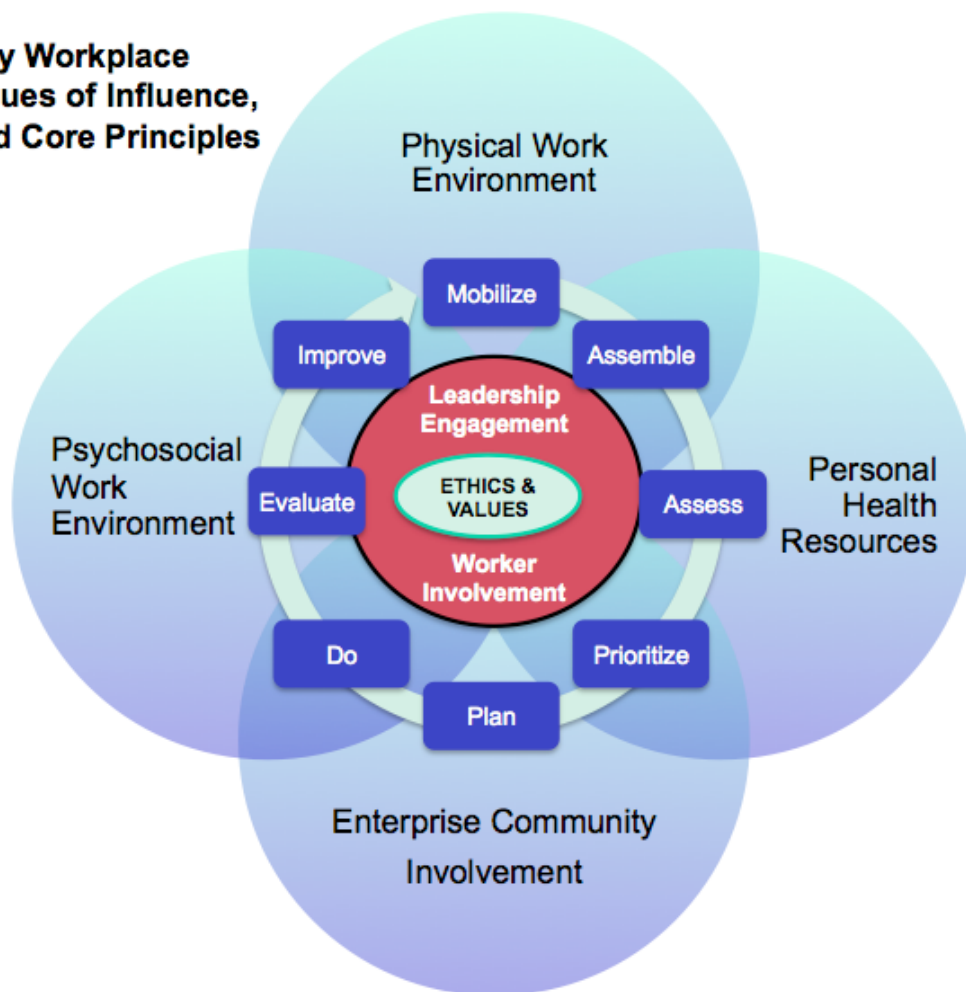 y Workplace
ues of Influence,
d Core Principles
Physical Work
Environment
Mobilize
Improve
Assemble
Leadership
Engagement
Psychosocial
Work
Environment
Evaluate
ETHICS &
VALUES
Assess
Personal
Health
Resources
Worker
Involvement
Do
Prioritize
Plan
Enterprise Community
Involvement